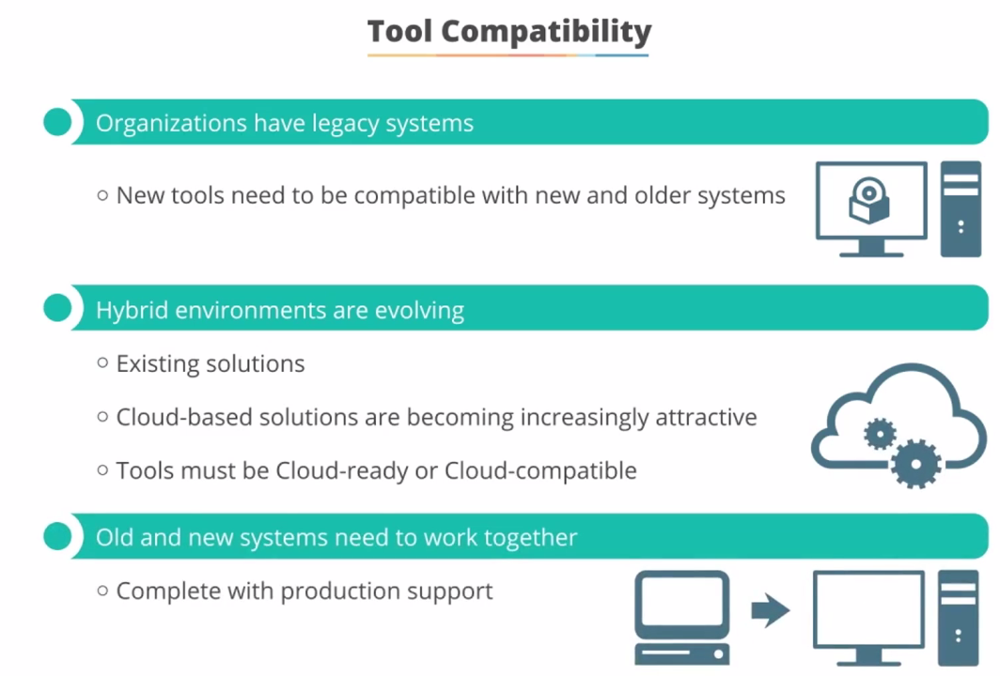 Tool Compatibility
Organizations have legacy systems
New tools need to be compatible with new and older systems
Hybrid environments are evolving
Existing solutions
Cloud-based solutions are becoming increasingly attractive
Tools must be Cloud-ready or Cloud-compatible
Old and new systems need to work together
Complete with production support